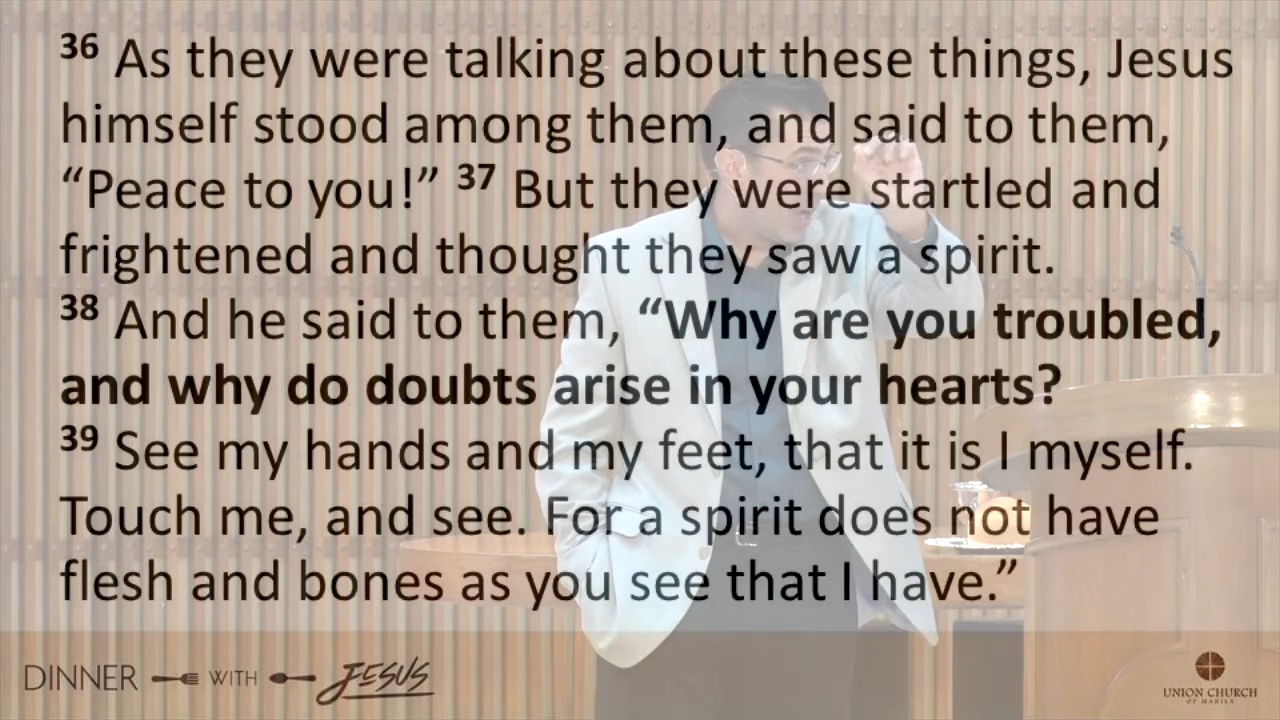 36 As they were talking about these things, Jesus
himself stood among them, and said to them,
“Peace to you!” 37 But they were startled and
frightened and thought they saw a spirit.
38 And he said to them, “Why are you troubled,
and why do doubts arise in your hearts?
39 See my hands and my feet, that it is I myself.
Touch me, and see. For a spirit does not have
flesh and bones as you see that I have.”
DINNER WITH JESUS
UNION CHURCH
OF MANILA